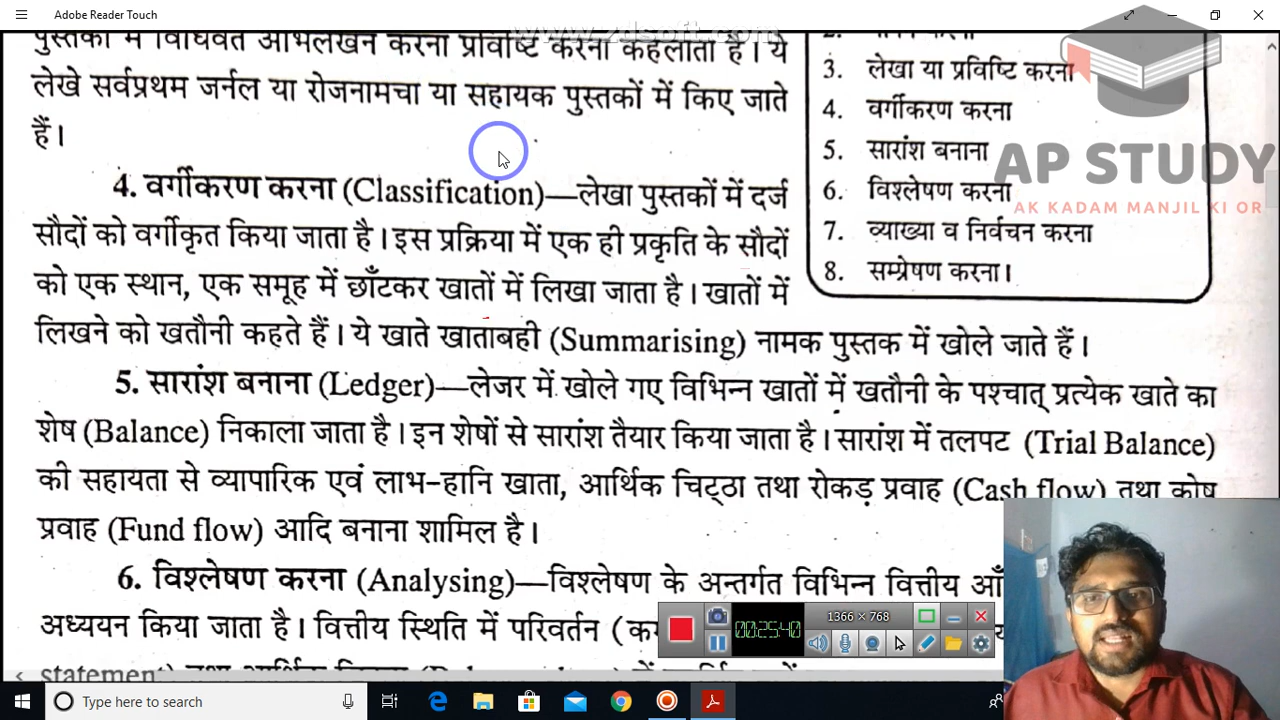 Adobe Reader Touch
www.zdsoft.com
पुस्तकों में विधिवत अभिलेखन करना प्रविष्टि करना कहलाता है। ये
लेखे सर्वप्रथम जर्नल या रोजनामचा या सहायक पुस्तकों में किए जाते
हैं।
4. वर्गीकरण करना (Classification)—लेखा पुस्तकों में दर्ज
सौदों को वर्गीकृत किया जाता है। इस प्रक्रिया में एक ही प्रकृति के सौदों
को एक स्थान, एक समूह में छाँटकर खातों में लिखा जाता है। खातों में
लिखने को खतौनी कहते हैं। ये खाते खाताबही (Summarising) नामक पुस्तक में खोले जाते हैं।
3. लेखा या प्रविष्टि करना
4. वर्गीकरण करना
5. सारांश बनाना
6. विश्लेषण करना
7. व्याख्या व निर्वचन करना
8. सम्प्रेषण करना।
AP STUDY
AK KADAM MANJIL KI OR
5. सारांश बनाना (Ledger)—लेजर में खोले गए विभिन्न खातों में खतौनी के पश्चात् प्रत्येक खाते का
शेष (Balance) निकाला जाता है। इन शेषों से सारांश तैयार किया जाता है। सारांश में तलपट (Trial Balance)
की सहायता से व्यापारिक एवं लाभ-हानि खाता, आर्थिक चिट्ठा तथा रोकड़ प्रवाह (Cash flow) तथा कोष
प्रवाह (Fund flow) आदि बनाना शामिल है।
6. विश्लेषण करना (Analysing)—विश्लेषण के अन्तर्गत विभिन्न वित्तीय
अध्ययन किया जाता है। वित्तीय स्थिति में परिवर्तन
statement) तथा आर्थिक
1366 x 768
00:25:40
Type here to search